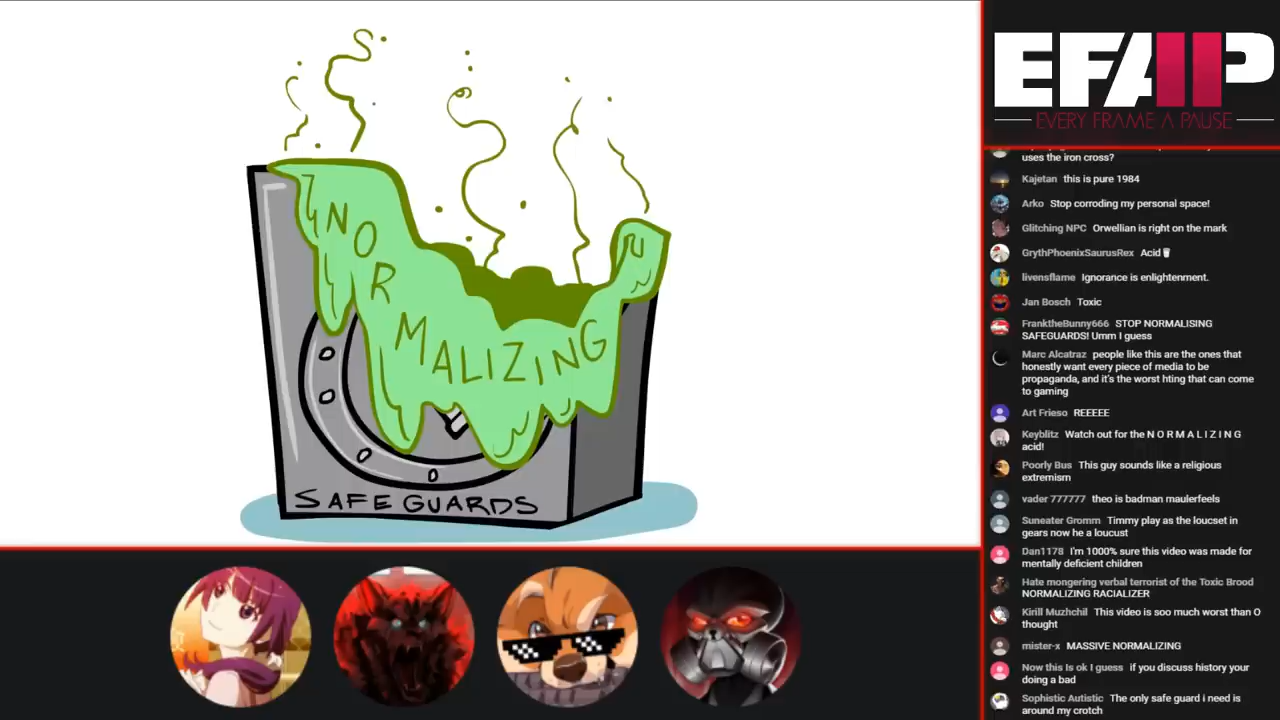 NORMALIZING
SAFEGUARDS
EFAP
EVERY FRAME A PAUSE
uses the iron cross?
Kajetan this is pure 1984
Arko Stop corroding my personal space!
Glitching NPC Orwellian is right on the mark
GrythPhoenixSaurusRex Acid🥛
livensflame Ignorance is enlightenment.
Jan Bosch Toxic
FranktheBunny666 STOP NORMALISING
SAFEGUARDS! Umm I guess
Marc Alcatraz people like this are the ones that
honestly want every piece of media to be
propaganda, and it's the worst hting that can come
to gaming
Art Frieso REEEEE
Keyblitz Watch out for the N O R M A L I Z I N G
acid!
Poorly Bus This guy sounds like a religious
extremism
vader 777777 theo is badman maulerfeels
Suneater Gromm Timmy play as the loucset in
gears now he a loucust
Dan1178 I'm 1000% sure this video was made for
mentally deficient children
Hate mongering verbal terrorist of the Toxic Brood
NORMALIZING RACIALIZER
Kirill Muzhchil This video is soo much worst than O
thought
mister-x MASSIVE NORMALIZING
Now this Is ok I guess if you discuss history your
doing a bad
Sophistic Autistic The only safe guard i need is
around my crotch